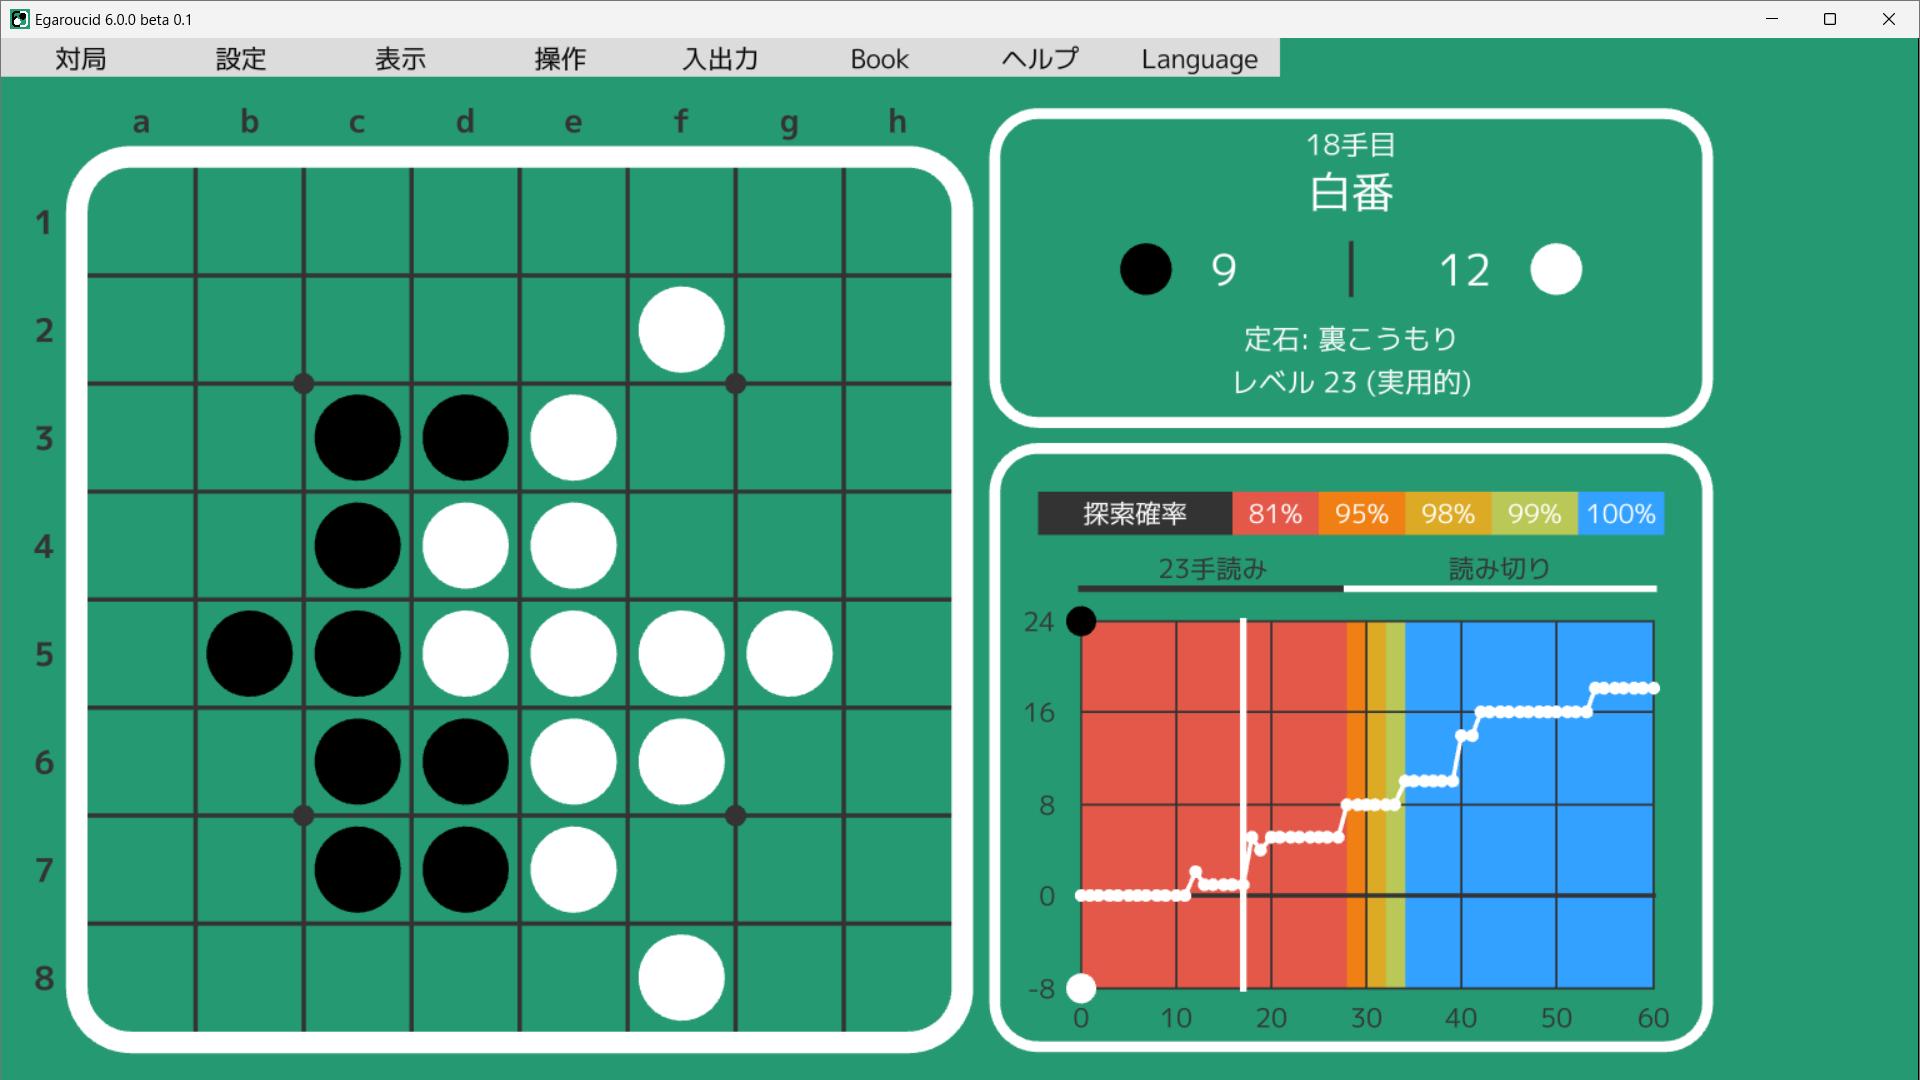 Egaroucid 6.0.0 beta 0.1
対局 設定 表示 操作 入出力 Book ヘルプ Language
a b c d e f g h
1
2
3
4
5
6
7
8
18手目
白番
9 12
定石: 裏こうもり
レベル 23 (実用的)
探索確率 81% 95% 98% 99% 100%
23手読み 読み切り
24
16
8
0
-8
0 10 20 30 40 50 60